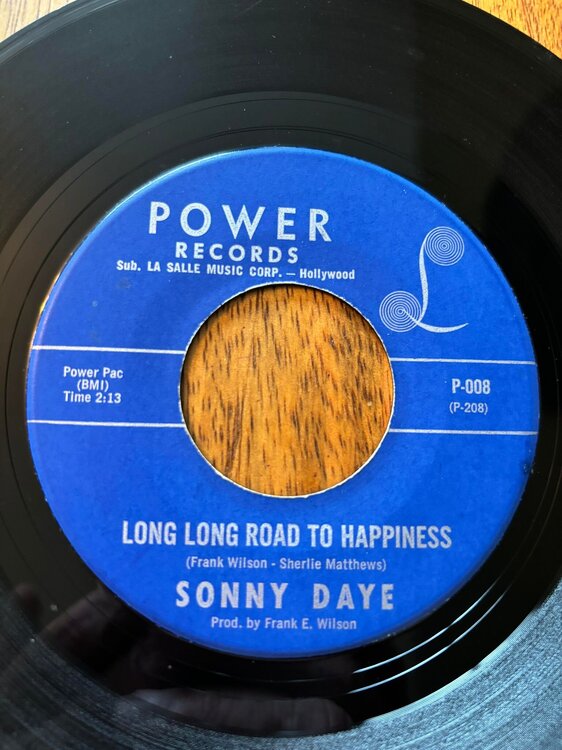 POWER
RECORDS
Sub. LA SALLE MUSIC CORP. — Hollywood
L
Power Pac
(BMI)
Time 2:13
P-008
(P-208)
LONG LONG ROAD TO HAPPINESS
(Frank Wilson - Sherlie Matthews)
SONNY DAYE
Prod. by Frank E. Wilson